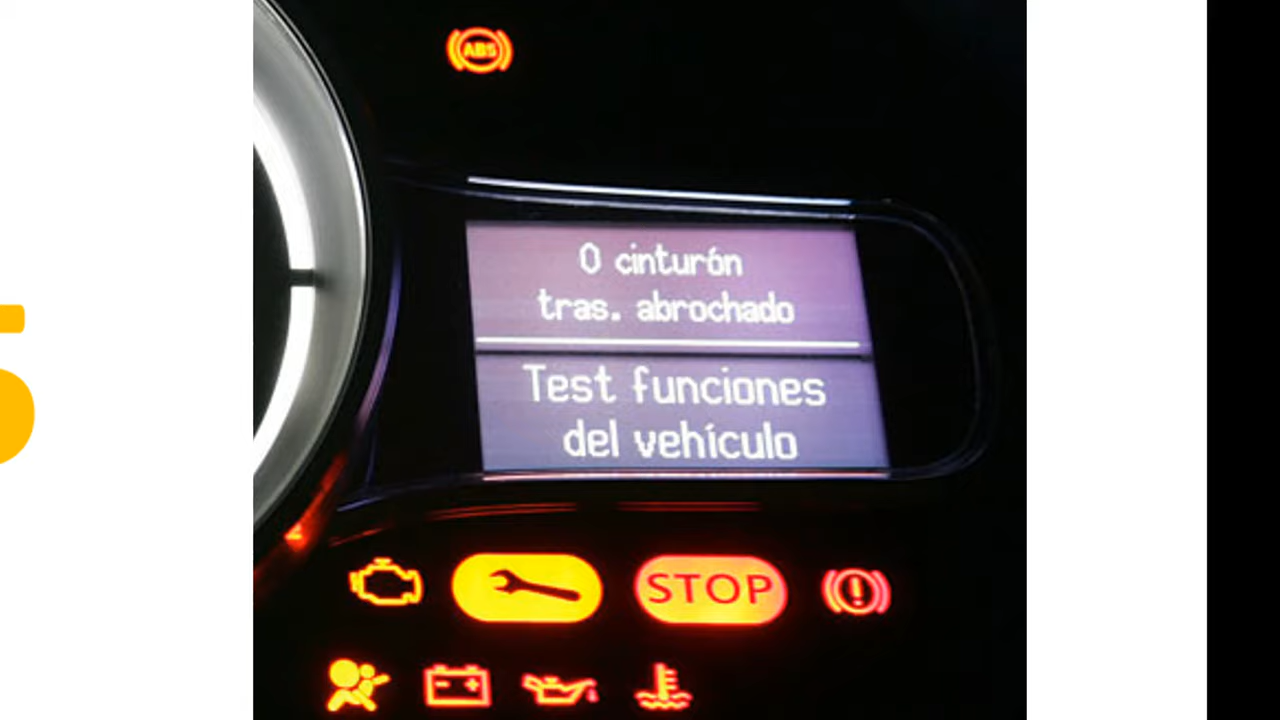 ABS
0 cinturón
tras. abrochado
Test funciones
del vehículo
STOP